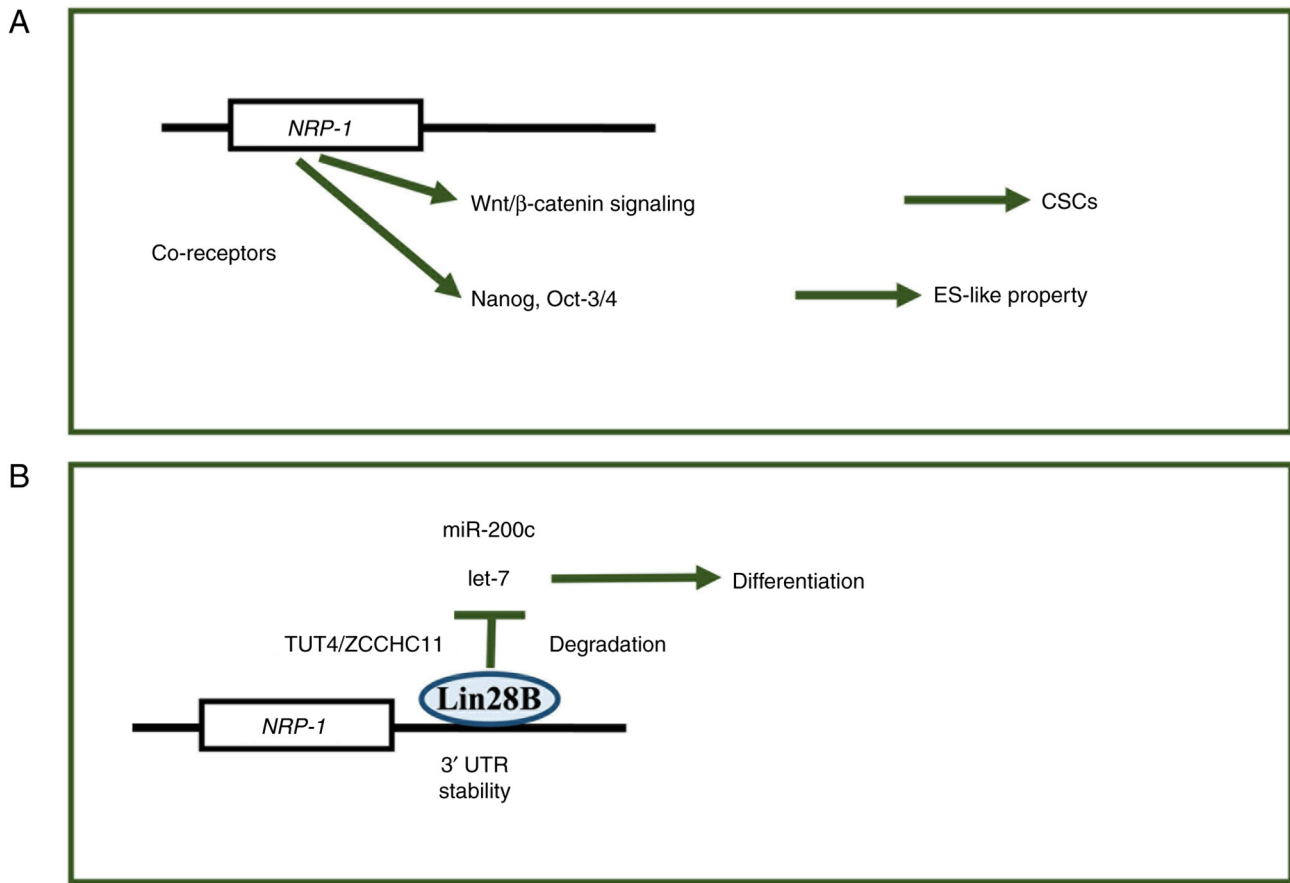 A
NRP-1
Wnt/β-catenin signaling
CSCs
Co-receptors
Nanog, Oct-3/4
ES-like property
B
miR-200c
let-7
Differentiation
TUT4/ZCCHC11
Degradation
Lin28B
NRP-1
3′ UTR
stability